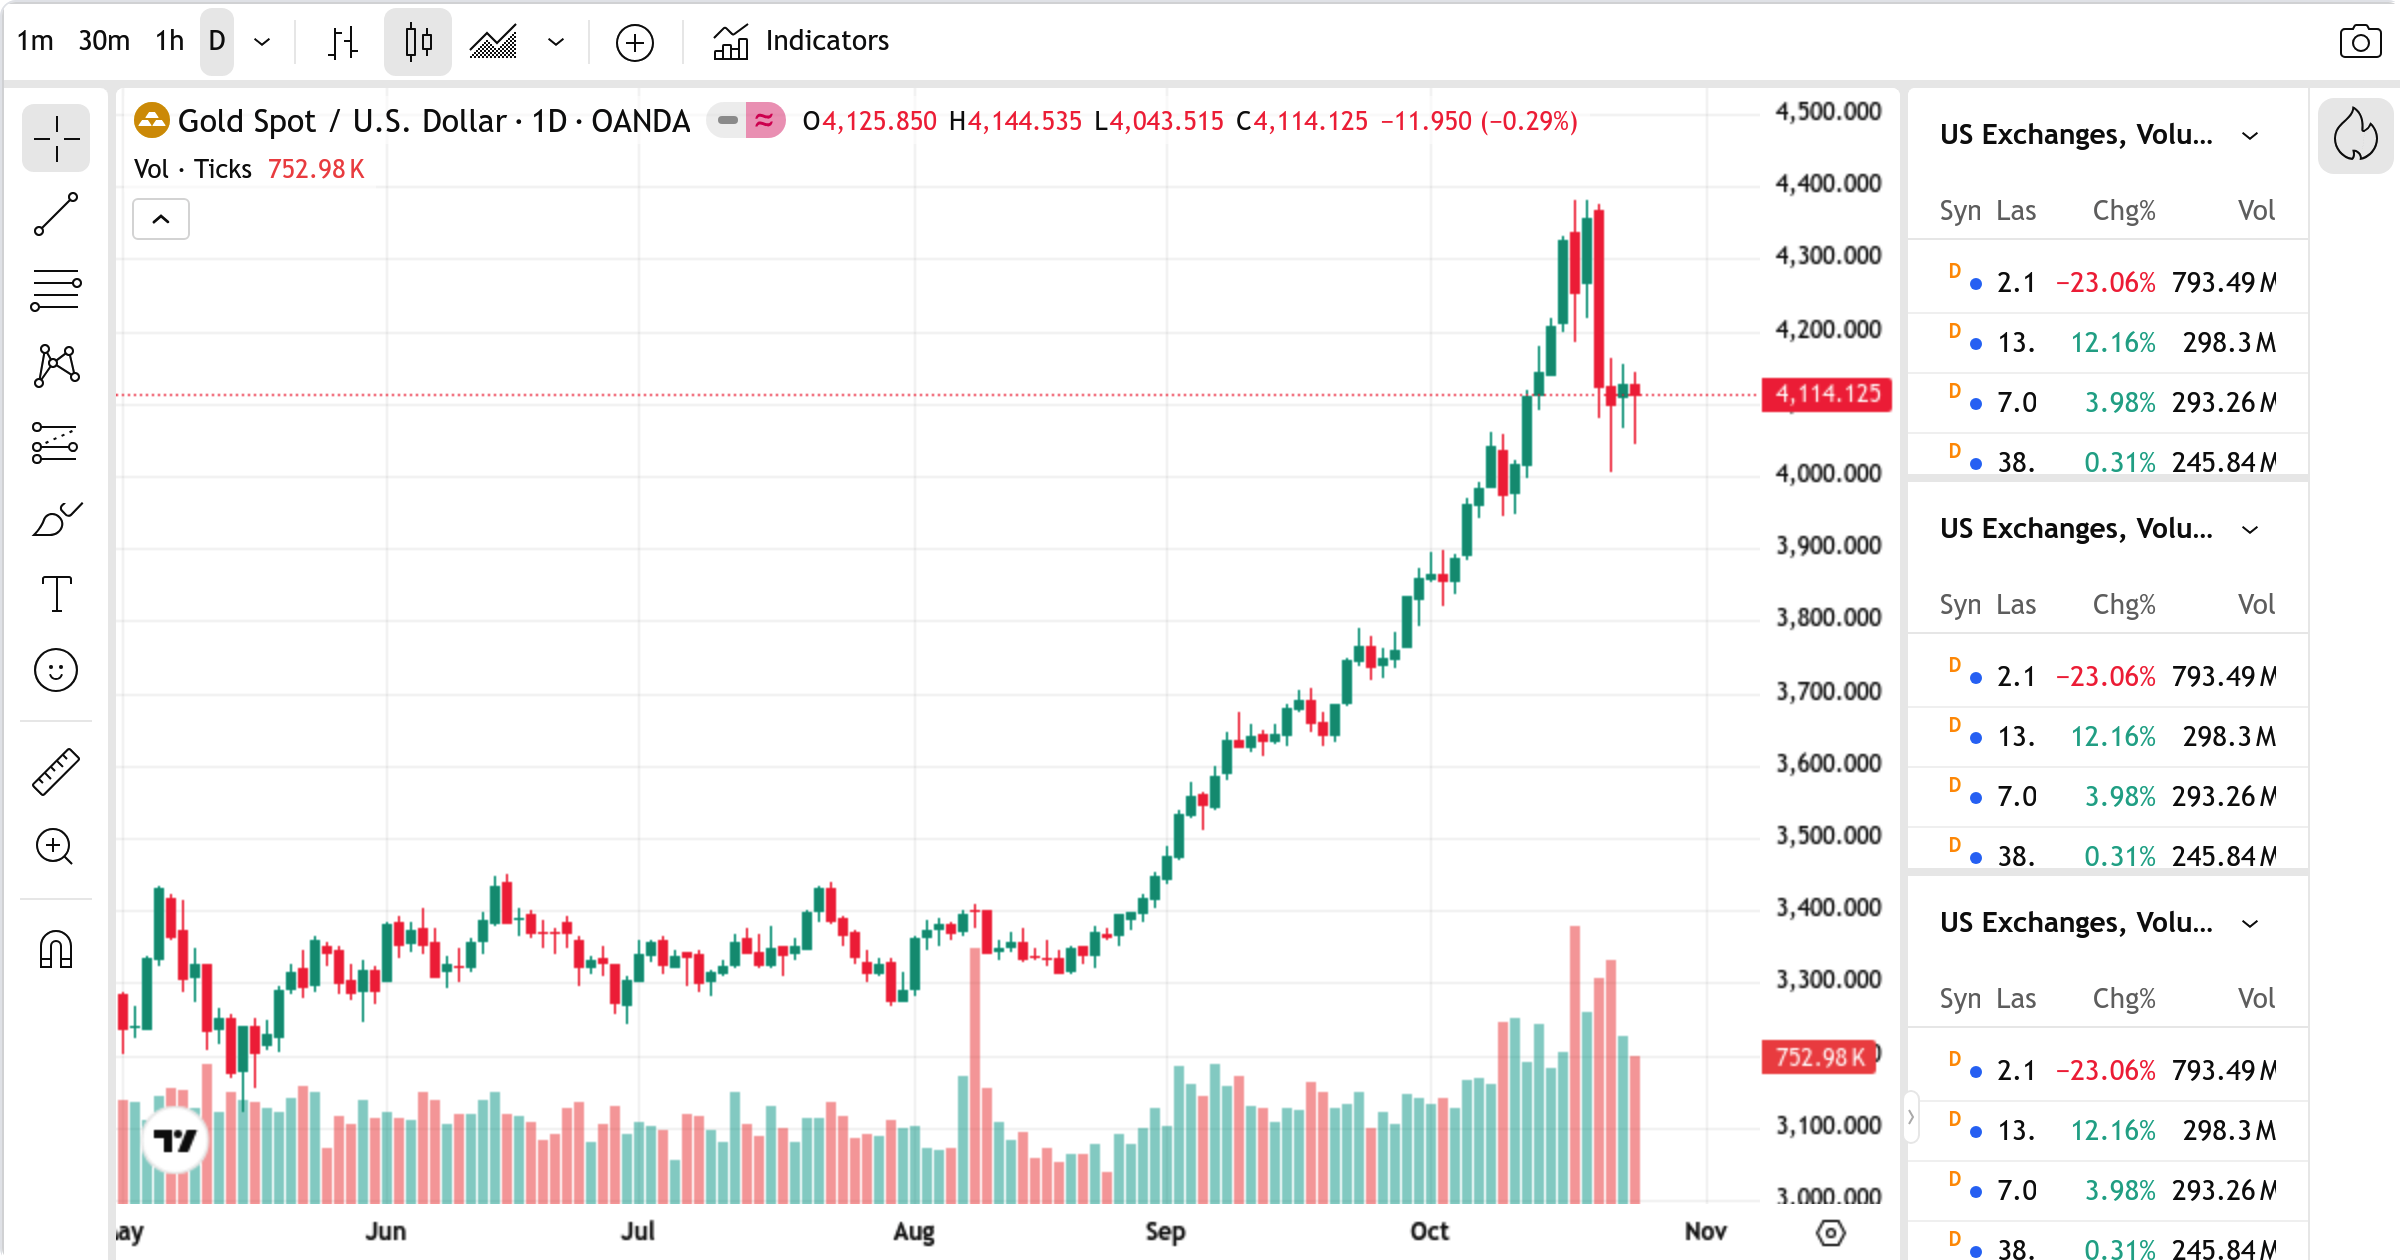 1m 30m 1h D Indicators
Gold Spot / U.S. Dollar · 1D · OANDA O4,125.850 H4,144.535 L4,043.515 C4,114.125 −11.950 (−0.29%)
Vol · Ticks 752.98 K
4,500.000
4,400.000
4,300.000
4,200.000
4,114.125
4,000.000
3,900.000
3,800.000
3,700.000
3,600.000
3,500.000
3,400.000
3,300.000
752.98 K
3,100.000
3,000.000
Jun Jul Aug Sep Oct Nov
US Exchanges, Volu...
Syn Las Chg% Vol
D 2.1 −23.06% 793.49 M
D 13. 12.16% 298.3 M
D 7.0 3.98% 293.26 M
D 38. 0.31% 245.84 M
US Exchanges, Volu...
Syn Las Chg% Vol
D 2.1 −23.06% 793.49 M
D 13. 12.16% 298.3 M
D 7.0 3.98% 293.26 M
D 38. 0.31% 245.84 M
US Exchanges, Volu...
Syn Las Chg% Vol
D 2.1 −23.06% 793.49 M
D 13. 12.16% 298.3 M
D 7.0 3.98% 293.26 M
D 38. 0.31% 245.84 M